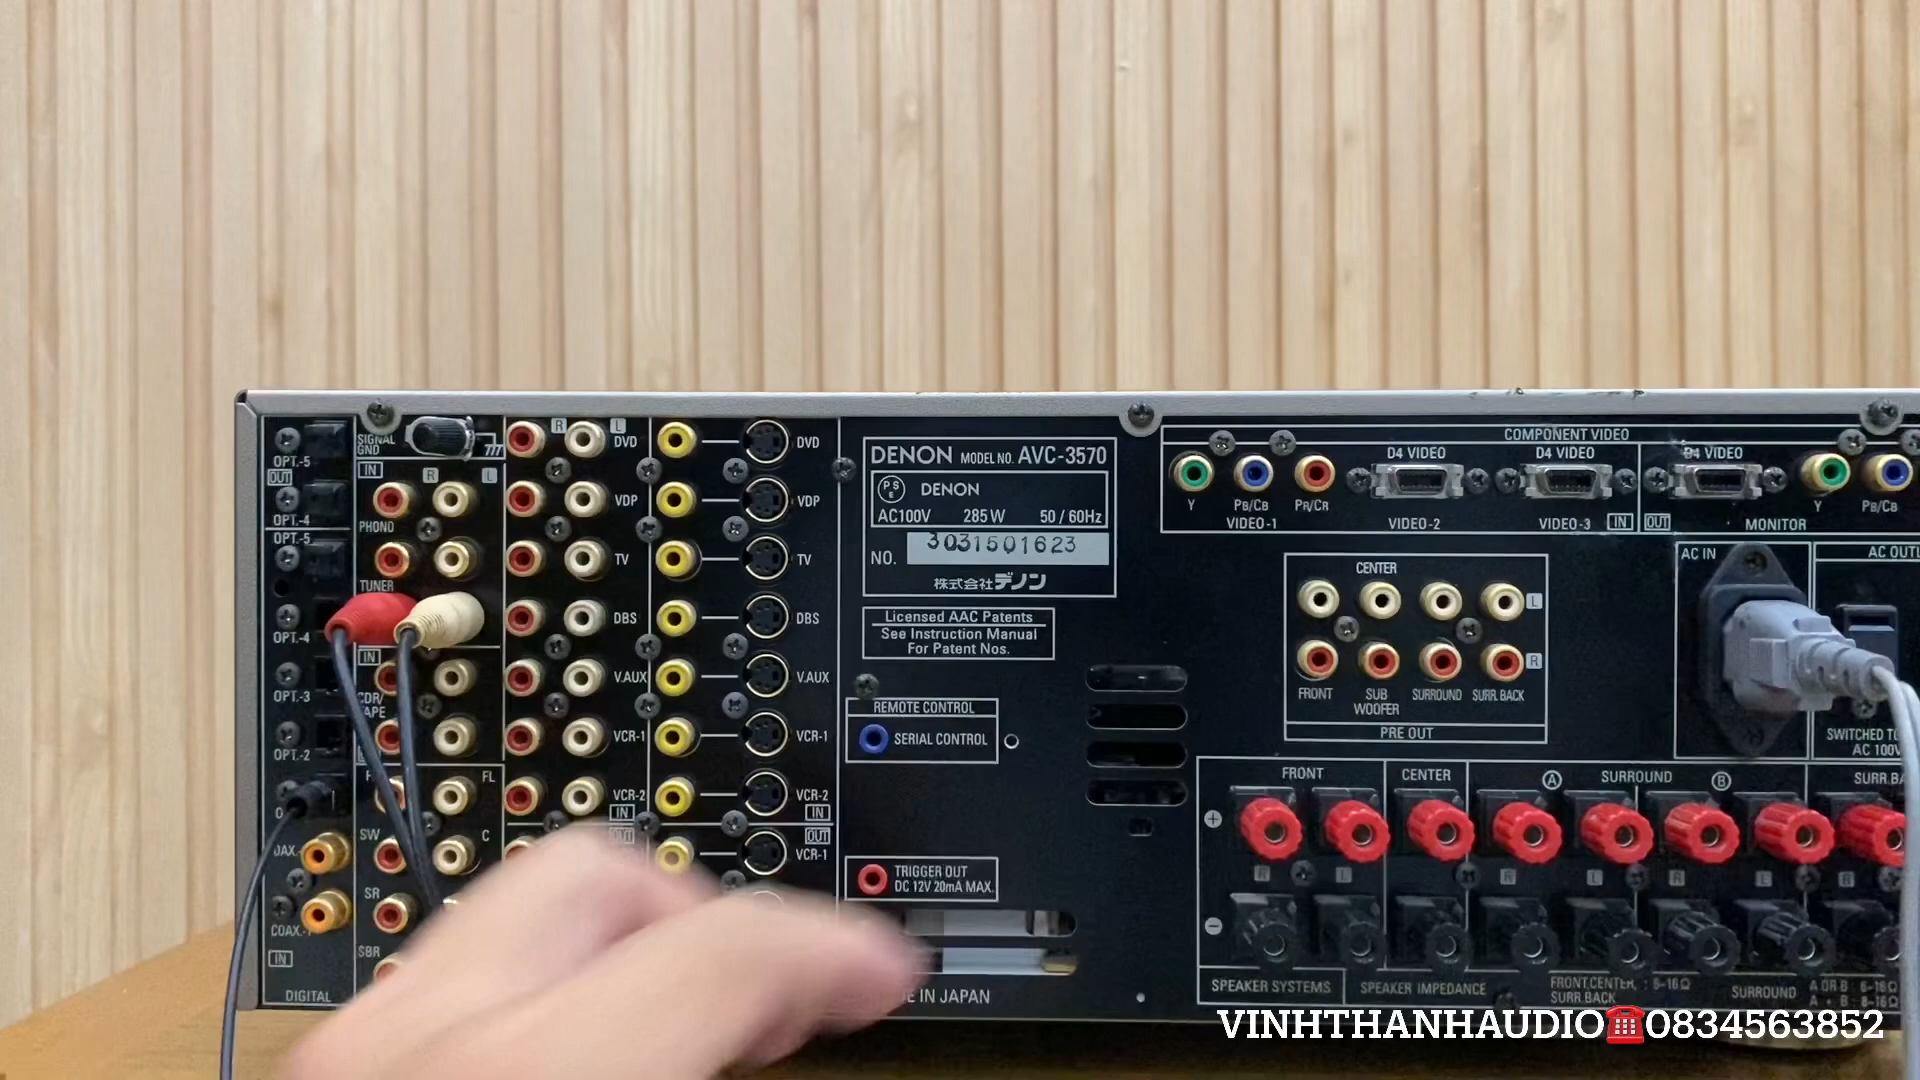 OPT.-5
OUT
OPT.-4
OPT.-5
OPT.-4
OPT.-3
OPT.-2
COAX.-1
IN
DIGITAL
SIGNAL
GND
IN
R
L
PHONO
TUNER
IN
CDR/
TAPE
FL
SW
C
SR
SBR
R
L
DVD
VDP
TV
DBS
V.AUX
VCR-1
VCR-2
IN
OUT
DVD
VDP
TV
DBS
V.AUX
VCR-1
VCR-2
IN
OUT
VCR-1
DENON MODEL NO. AVC-3570
PSE DENON
AC100V 285W 50/60Hz
NO. 3031501623
株式会社デノン
Licensed AAC Patents
See Instruction Manual
For Patent Nos.
REMOTE CONTROL
SERIAL CONTROL
TRIGGER OUT
DC 12V 20mA MAX.
IN JAPAN
COMPONENT VIDEO
D4 VIDEO D4 VIDEO D4 VIDEO
Y PB/CB PR/CR
VIDEO-1 VIDEO-2 VIDEO-3 IN
OUT MONITOR
Y PB/CB
CENTER
L
R
FRONT SUB WOOFER SURROUND SURR. BACK
PRE OUT
AC IN
SWITCHED
AC 100V
FRONT CENTER A SURROUND B
+
R L R L R L R
−
SPEAKER SYSTEMS
SPEAKER IMPEDANCE
FRONT,CENTER, : 6-16Ω
SURR.BACK
SURROUND
A OR B : 6-16Ω
A + B : 8-16Ω
VINHTHANHAUDIO☎️0834563852